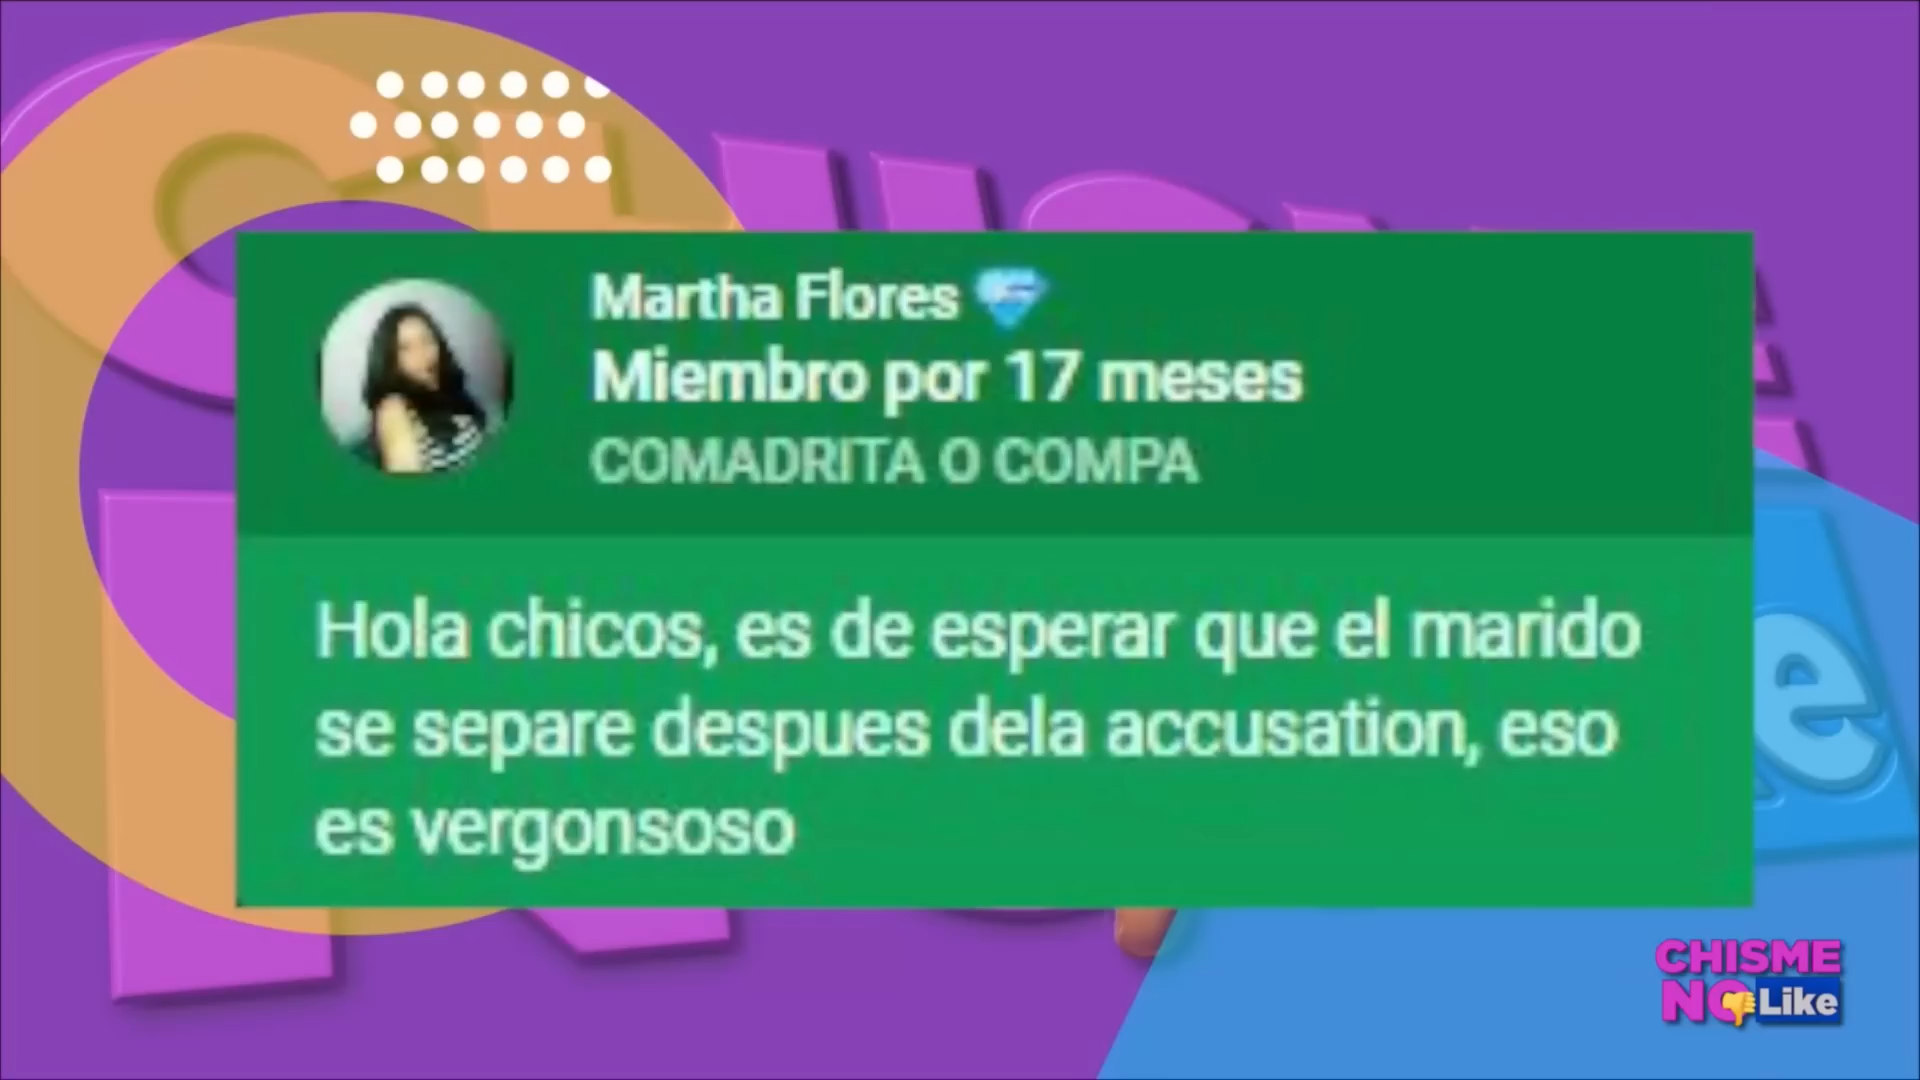 Martha Flores
Miembro por 17 meses
COMADRITA O COMPA
Hola chicos, es de esperar que el marido
se separe despues dela accusation, eso
es vergonsoso
CHISME
NO Like